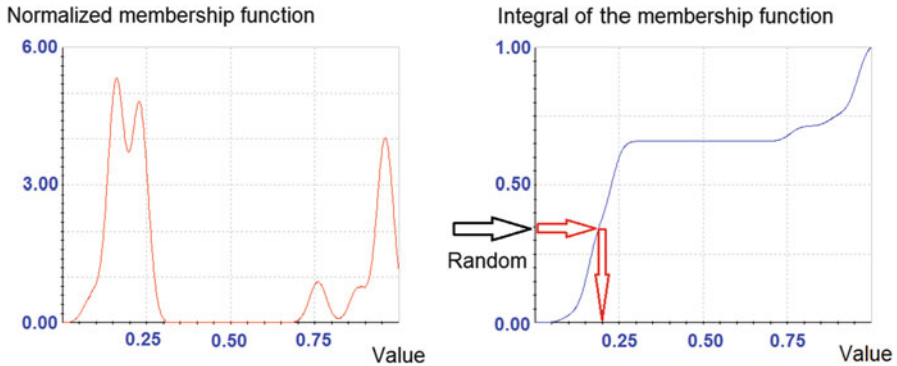 Normalized membership function
6.00
3.00
0.00
0.25 0.50 0.75
Value
Integral of the membership function
1.00
0.50
Random
0.00
0.25 0.50 0.75
Value